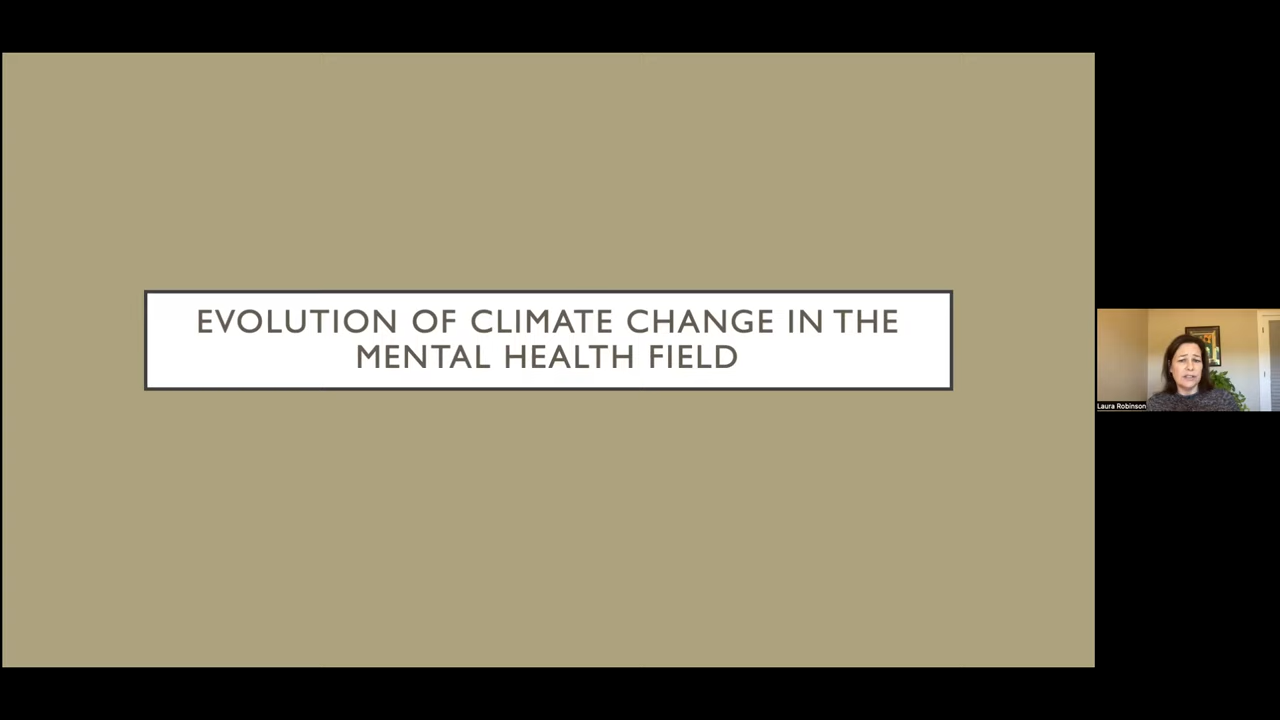 EVOLUTION OF CLIMATE CHANGE IN THE
MENTAL HEALTH FIELD
Laura Robinson